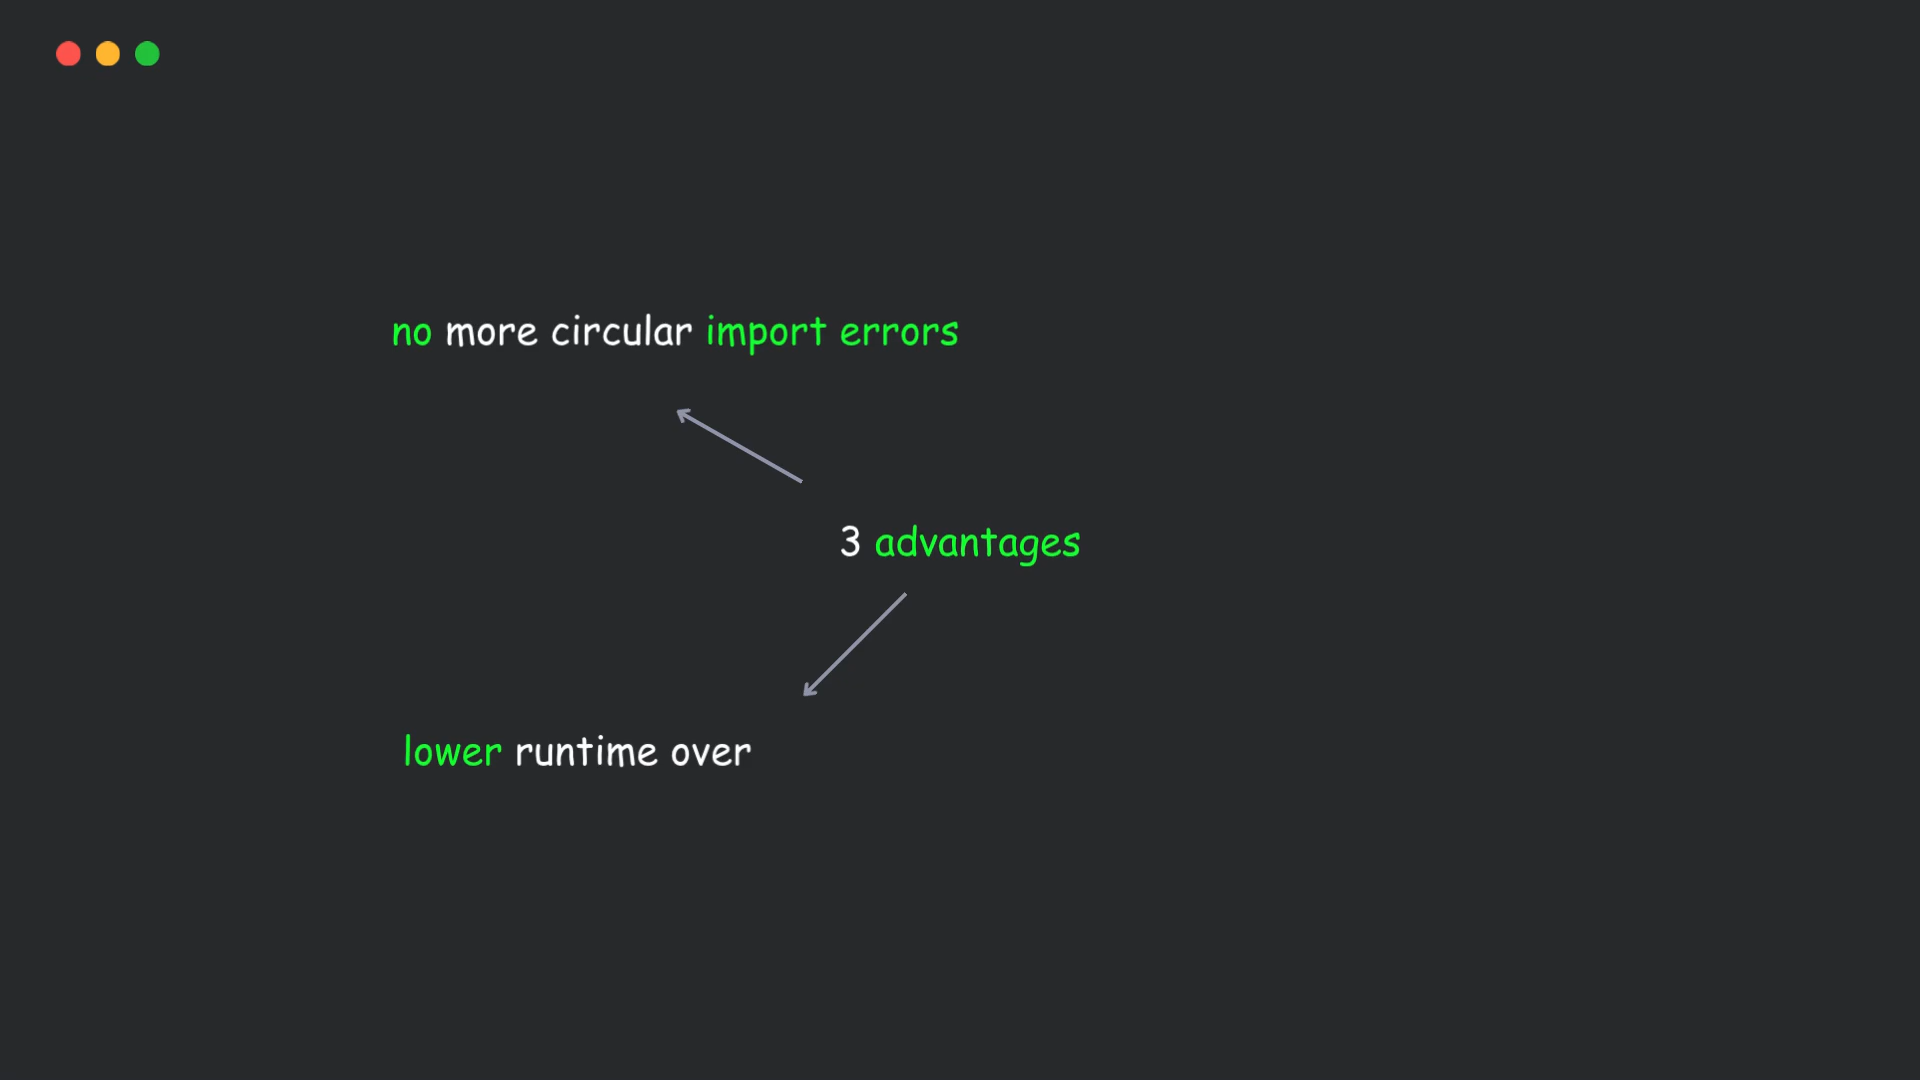 no more circular import errors
3 advantages
lower runtime over